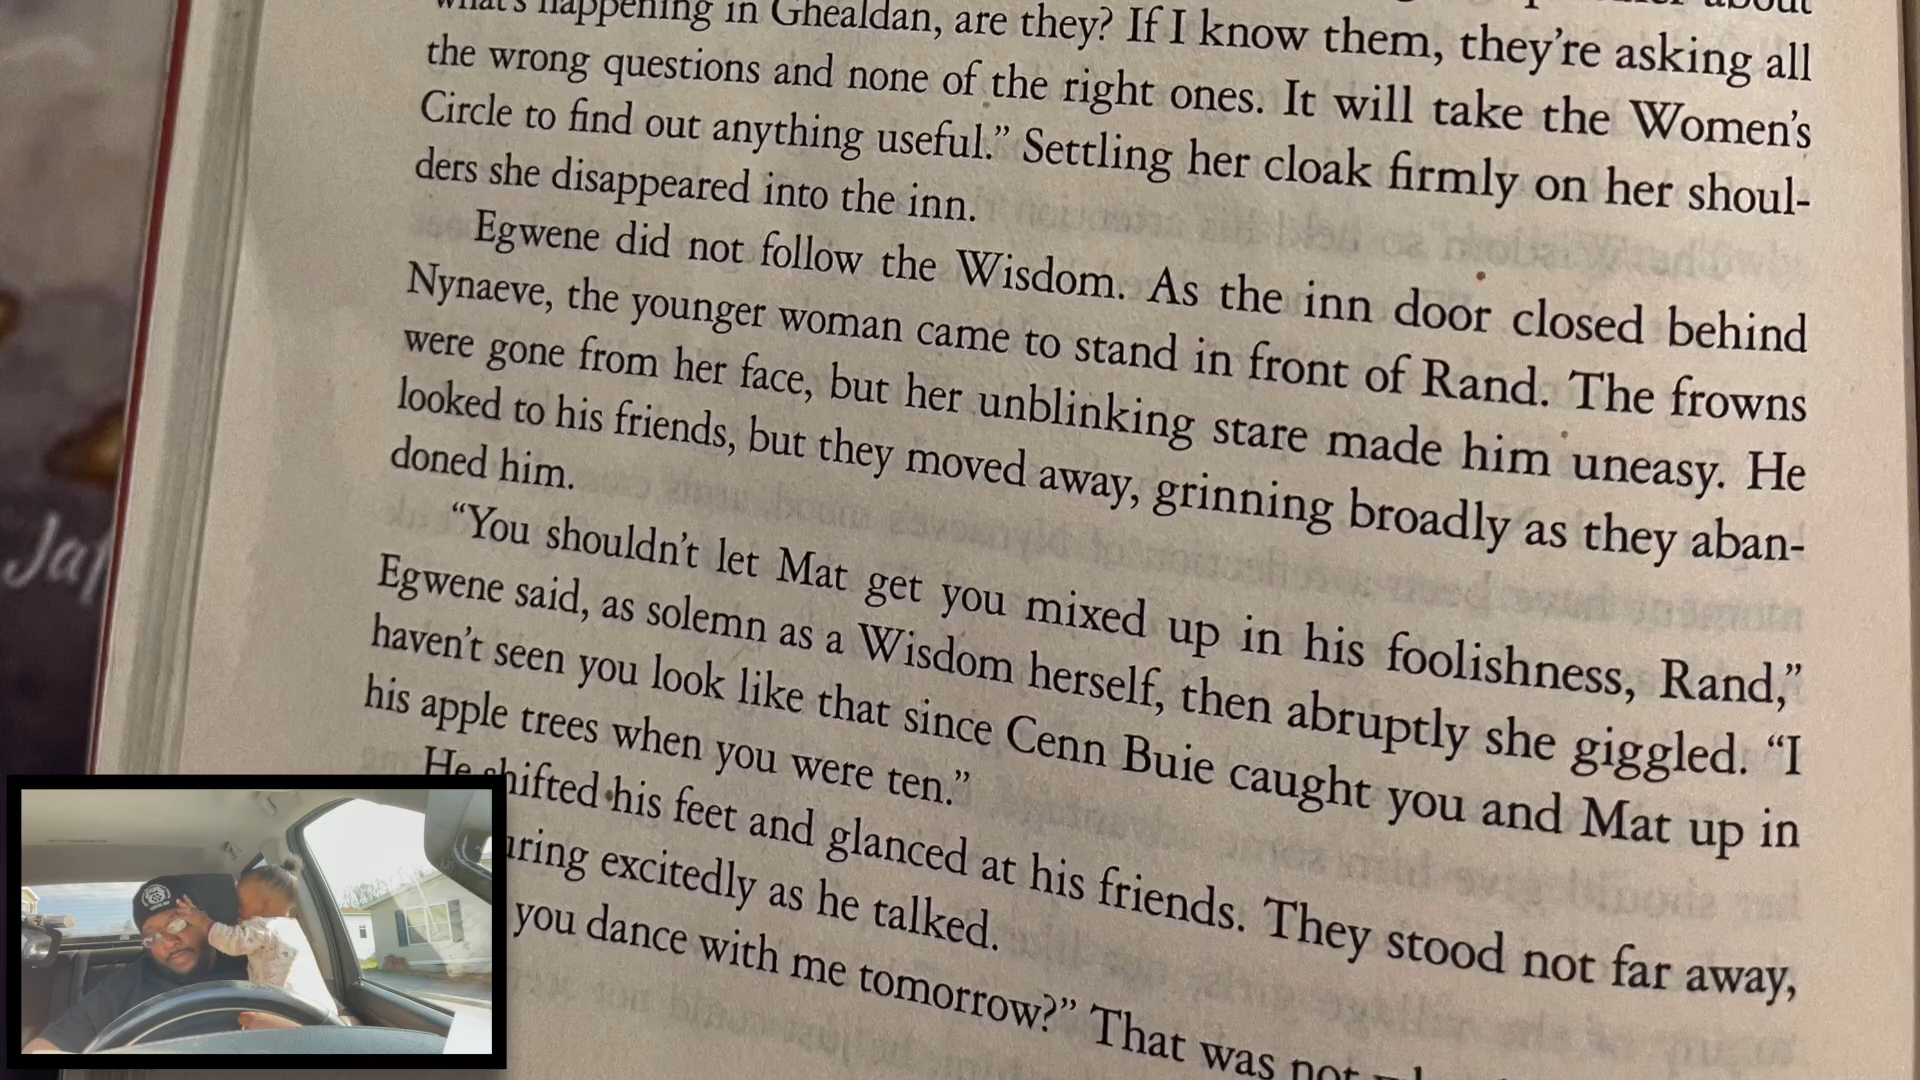 what's happening in Ghealdan, are they? If I know them, they're asking all
the wrong questions and none of the right ones. It will take the Women's
Circle to find out anything useful.” Settling her cloak firmly on her shoul-
ders she disappeared into the inn.
Egwene did not follow the Wisdom. As the inn door closed behind
Nynaeve, the younger woman came to stand in front of Rand. The frowns
were gone from her face, but her unblinking stare made him uneasy. He
looked to his friends, but they moved away, grinning broadly as they aban-
doned him.
“You shouldn't let Mat get you mixed up in his foolishness, Rand,”
Egwene said, as solemn as a Wisdom herself, then abruptly she giggled. “I
haven't seen you look like that since Cenn Buie caught you and Mat up in
his apple trees when you were ten.”
He shifted his feet and glanced at his friends. They stood not far away,
excitedly as he talked.
you dance with me tomorrow?” That was not